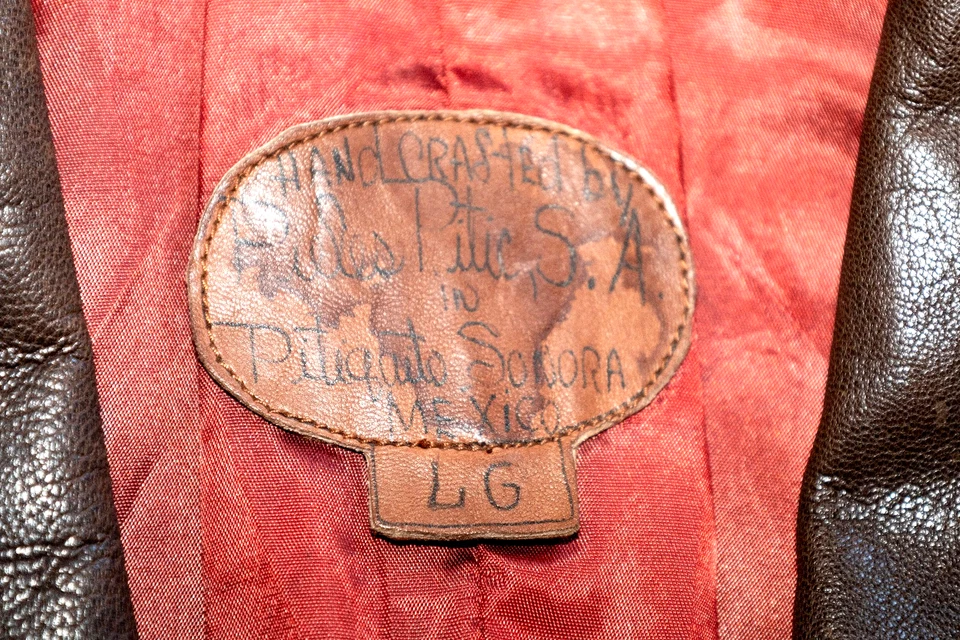 HANdCRAFTEd by
Pieles Pitic, S. A.
IN
Pitiquito SONORA
MEXICO
LG